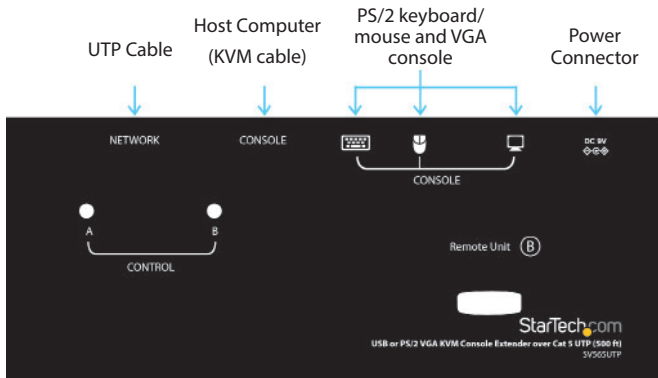 UTP Cable
Host Computer
(KVM cable)
PS/2 keyboard/
mouse and VGA
console
Power
Connector
NETWORK
CONSOLE
DC 9V
CONSOLE
A
B
CONTROL
Remote Unit B
StarTech.com
USB or PS/2 VGA KVM Console Extender over Cat 5 UTP (500 ft)
SV565UTP